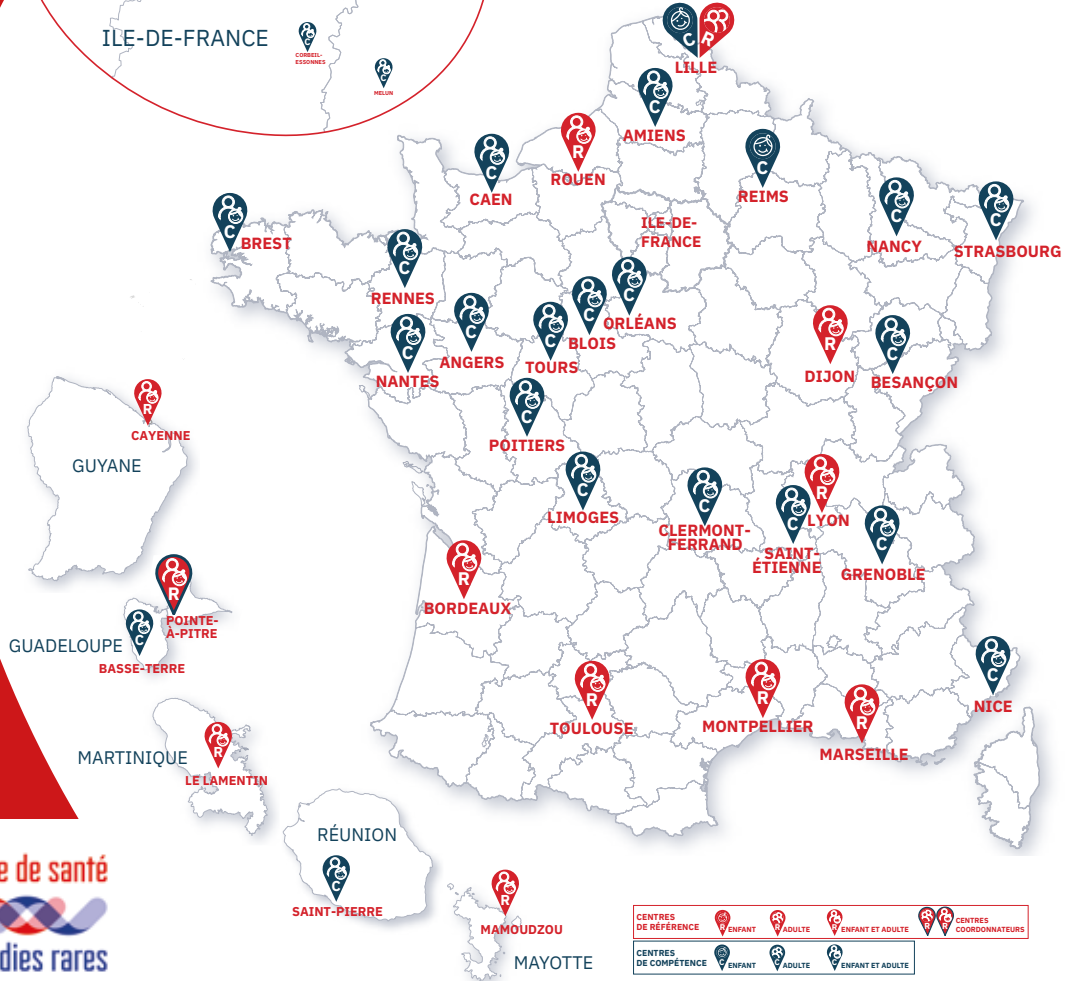 ILE-DE-FRANCE
C
CORBEIL-
ESSONNES
C
MELUN
C
R
LILLE
C
AMIENS
R
ROUEN
C
CAEN
C
REIMS
C
BREST
C
NANCY
C
STRASBOURG
ILE-DE-
FRANCE
C
RENNES
C
ORLÉANS
C
BLOIS
C
ANGERS
C
TOURS
C
NANTES
R
DIJON
C
BESANÇON
C
POITIERS
R
CAYENNE
GUYANE
C
LIMOGES
C
CLERMONT-
FERRAND
R
LYON
C
SAINT-
ÉTIENNE
C
GRENOBLE
R
BORDEAUX
R
POINTE-
À-PITRE
GUADELOUPE
C
BASSE-TERRE
R
TOULOUSE
R
MONTPELLIER
R
MARSEILLE
C
NICE
MARTINIQUE
R
LE LAMENTIN
RÉUNION
C
SAINT-PIERRE
R
MAMOUDZOU
MAYOTTE
e de santé
dies rares
CENTRES
DE RÉFÉRENCE
R ENFANT
R ADULTE
R ENFANT ET ADULTE
R R CENTRES
COORDONNATEURS
CENTRES
DE COMPÉTENCE
C ENFANT
C ADULTE
C ENFANT ET ADULTE